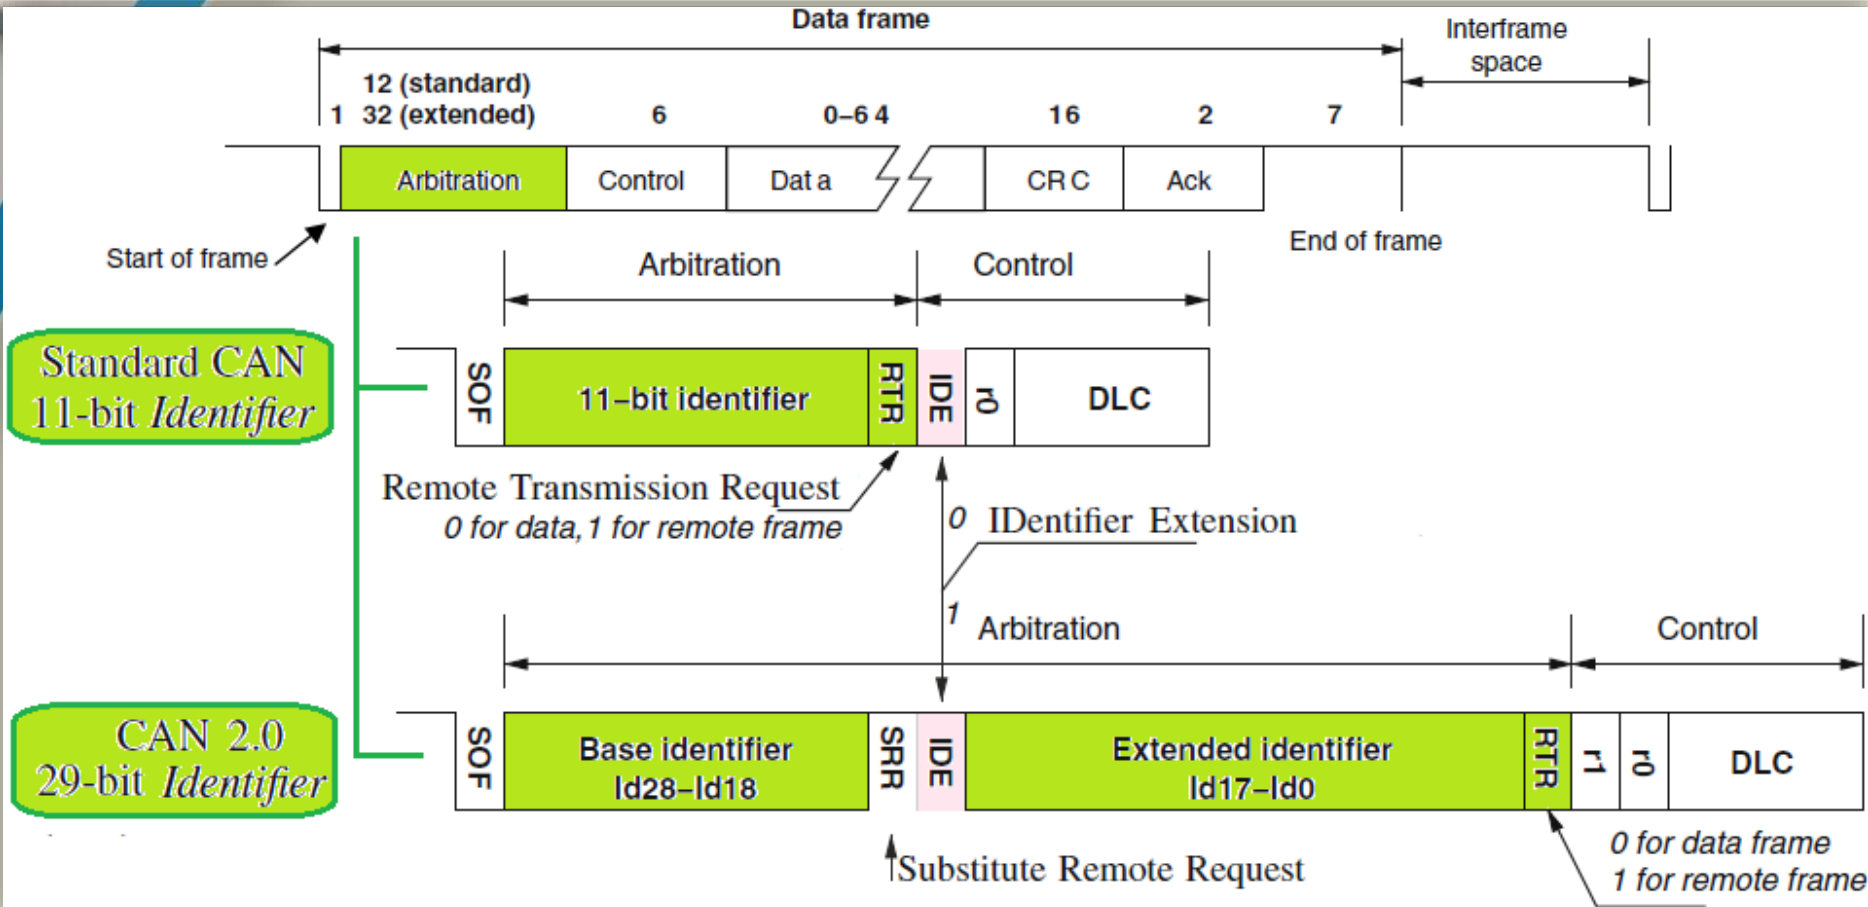 Data frame
Interframe
space
12 (standard)
1 32 (extended) 6 0–6 4 16 2 7
Arbitration Control Dat a CR C Ack
Start of frame
End of frame
Arbitration Control
Standard CAN
11-bit Identifier
SOF 11–bit identifier RTR IDE r0 DLC
Remote Transmission Request
0 for data, 1 for remote frame
0 IDentifier Extension
1 Arbitration Control
CAN 2.0
29-bit Identifier
SOF Base identifier SRR IDE Extended identifier RTR r1 r0 DLC
Id28–Id18 Id17–Id0
Substitute Remote Request
0 for data frame
1 for remote frame